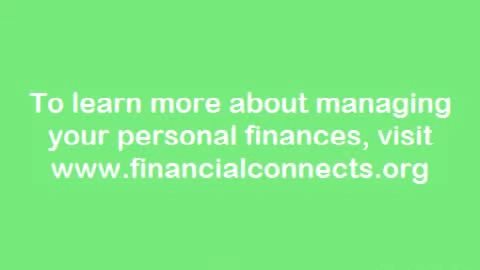 To learn more about managing
your personal finances, visit
www.financialconnects.org